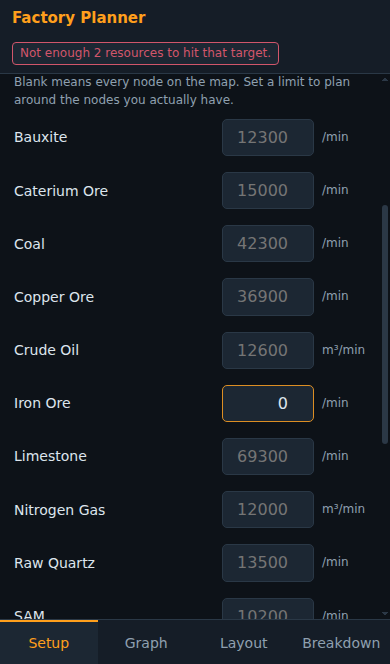 Factory Planner
Not enough 2 resources to hit that target.
Blank means every node on the map. Set a limit to plan
around the nodes you actually have.
Bauxite 12300 /min
Caterium Ore 15000 /min
Coal 42300 /min
Copper Ore 36900 /min
Crude Oil 12600 m³/min
Iron Ore 0 /min
Limestone 69300 /min
Nitrogen Gas 12000 m³/min
Raw Quartz 13500 /min
SAM 10200 /min
Setup Graph Layout Breakdown